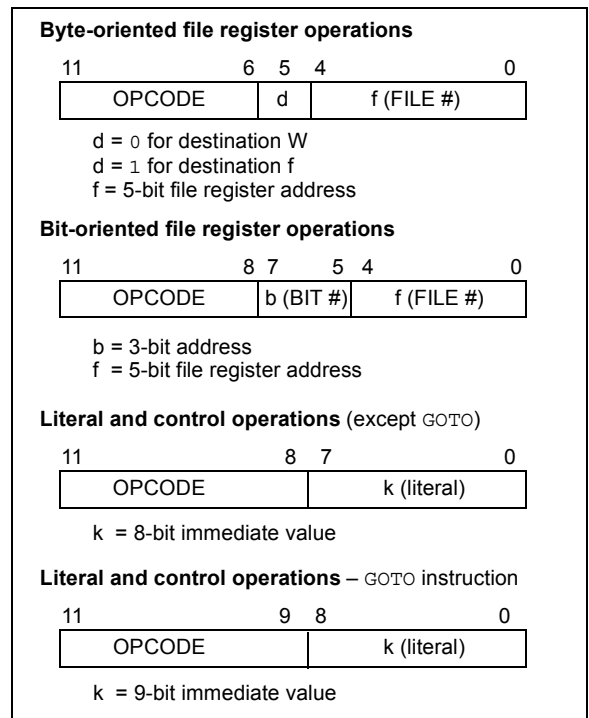 Byte-oriented file register operations
11 6 5 4 0
OPCODE d f (FILE #)
d = 0 for destination W
d = 1 for destination f
f = 5-bit file register address
Bit-oriented file register operations
11 8 7 5 4 0
OPCODE b (BIT #) f (FILE #)
b = 3-bit address
f = 5-bit file register address
Literal and control operations (except GOTO)
11 8 7 0
OPCODE k (literal)
k = 8-bit immediate value
Literal and control operations – GOTO instruction
11 9 8 0
OPCODE k (literal)
k = 9-bit immediate value